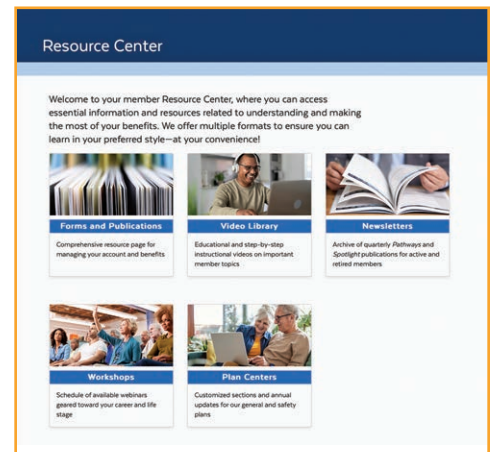 Resource Center
Welcome to your member Resource Center, where you can access
essential information and resources related to understanding and making
the most of your benefits. We offer multiple formats to ensure you can
learn in your preferred style—at your convenience!
Forms and Publications
Comprehensive resource page for
managing your account and benefits
Video Library
Educational and step-by-step
instructional videos on important
member topics
Newsletters
Archive of quarterly Pathways and
Spotlight publications for active and
retired members
Workshops
Schedule of available webinars
geared toward your career and life
stage
Plan Centers
Customized sections and annual
updates for our general and safety
plans